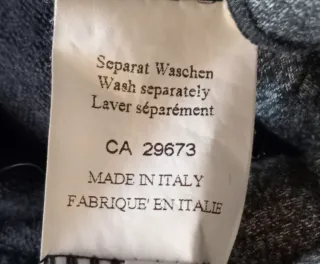 Separat Waschen
Wash separately
Laver séparément
CA 29673
MADE IN ITALY
FABRIQUE' EN ITALIE